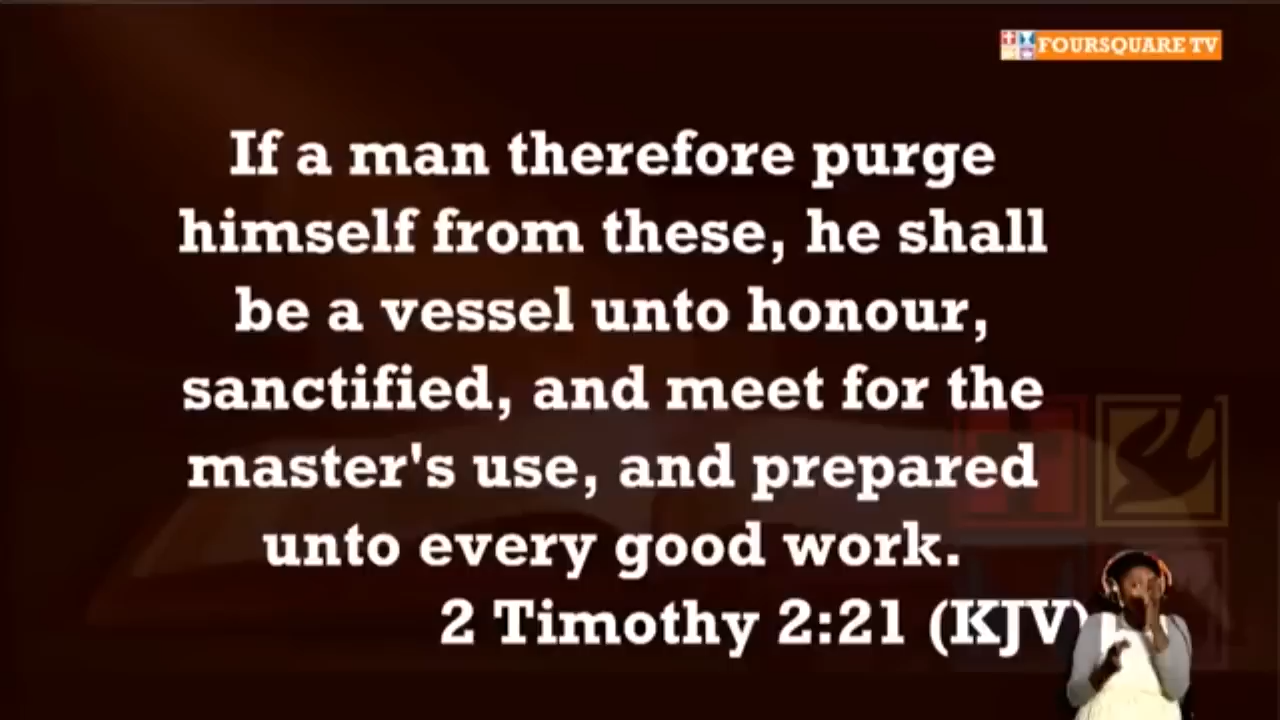 FOURSQUARE TV
If a man therefore purge
himself from these, he shall
be a vessel unto honour,
sanctified, and meet for the
master's use, and prepared
unto every good work.
2 Timothy 2:21 (KJV)